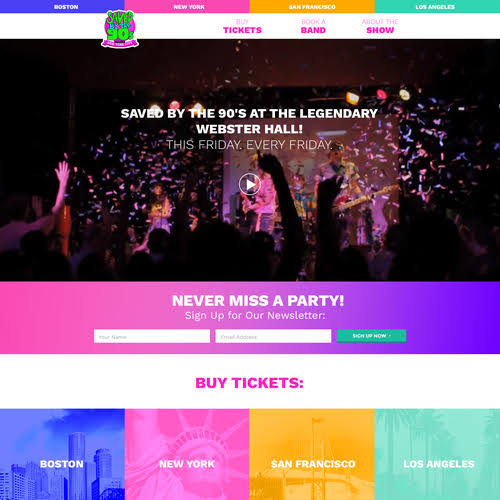 BOSTON
NEW YORK
SAN FRANCISCO
LOS ANGELES
SAVED
BY THE
90s
BUY
TICKETS
BOOK A
BAND
ABOUT THE
SHOW
SAVED BY THE 90'S AT THE LEGENDARY
WEBSTER HALL!
THIS FRIDAY. EVERY FRIDAY.
NEVER MISS A PARTY!
Sign Up for Our Newsletter:
Your Name
Email Address
SIGN UP NOW ›
BUY TICKETS:
BOSTON
NEW YORK
SAN FRANCISCO
LOS ANGELES